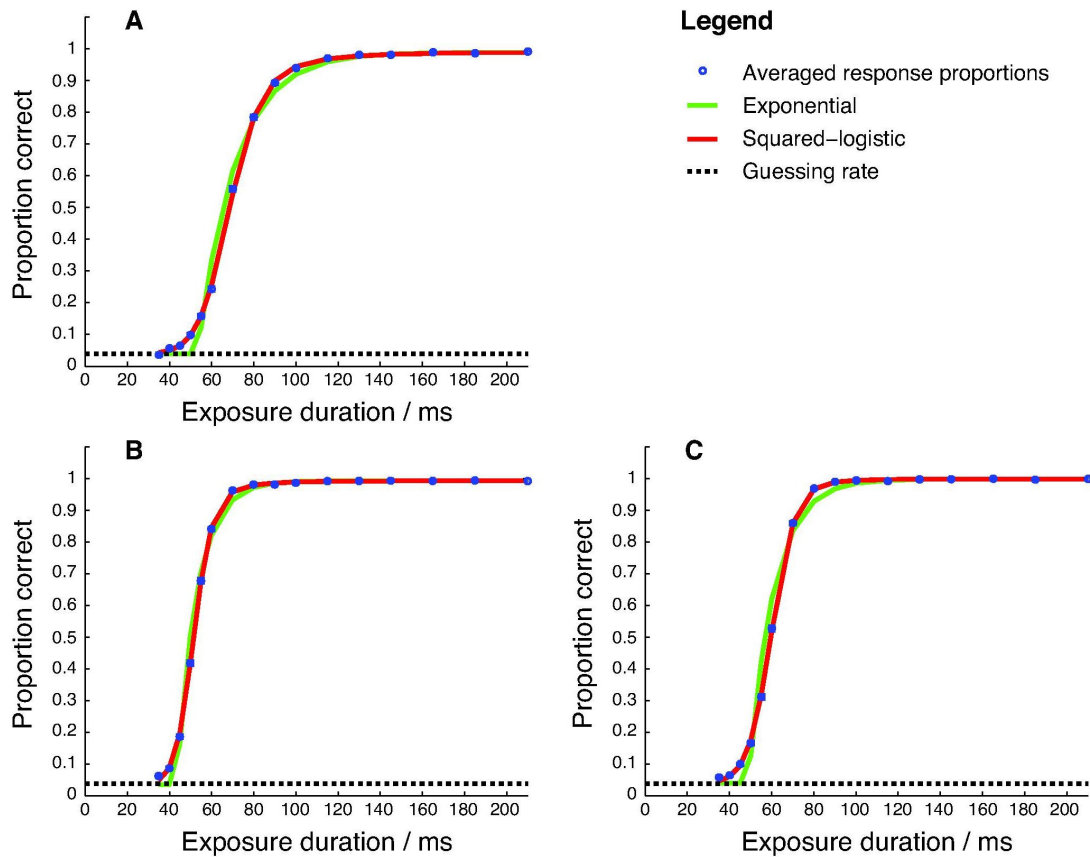 A
1
0.9
0.8
0.7
0.6
0.5
0.4
0.3
0.2
0.1
0
Proportion correct
0 20 40 60 80 100 120 140 160 180 200
Exposure duration / ms
Legend
Averaged response proportions
Exponential
Squared-logistic
Guessing rate
B
1
0.9
0.8
0.7
0.6
0.5
0.4
0.3
0.2
0.1
0
Proportion correct
0 20 40 60 80 100 120 140 160 180 200
Exposure duration / ms
C
1
0.9
0.8
0.7
0.6
0.5
0.4
0.3
0.2
0.1
0
Proportion correct
0 20 40 60 80 100 120 140 160 180 200
Exposure duration / ms